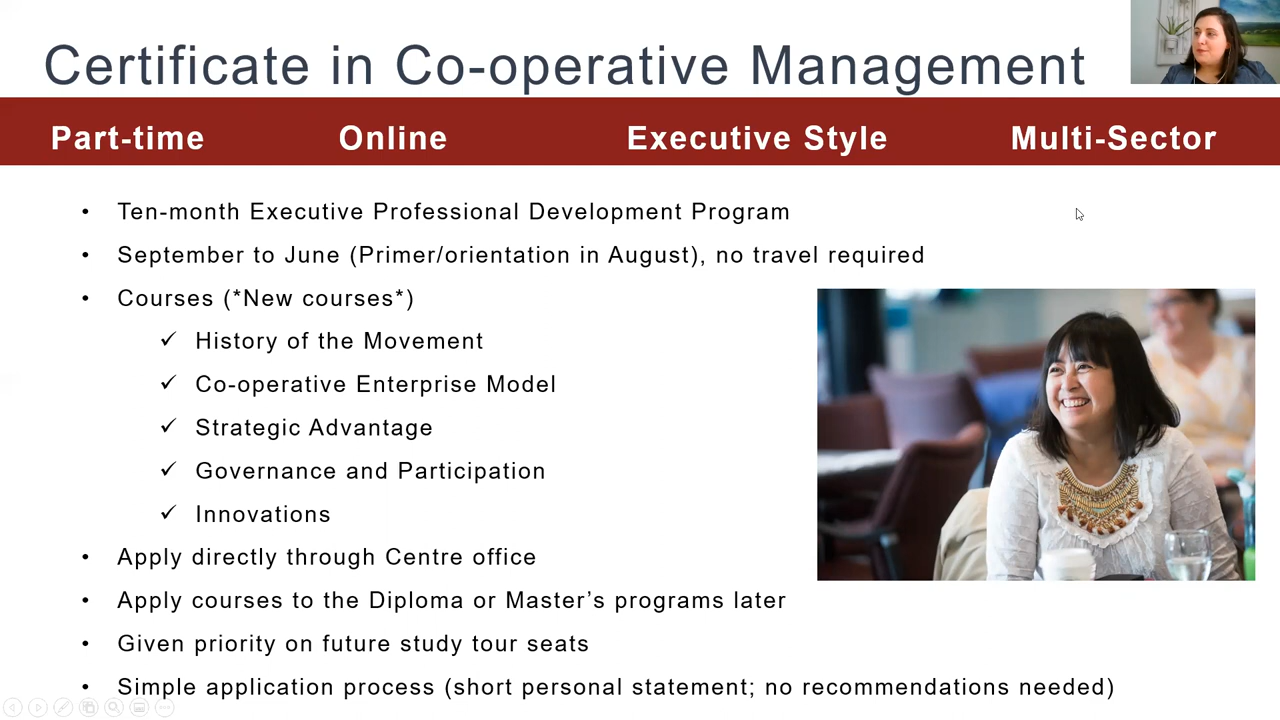 Certificate in Co-operative Management
Part-time Online Executive Style Multi-Sector
• Ten-month Executive Professional Development Program
• September to June (Primer/orientation in August), no travel required
• Courses (*New courses*)
✓ History of the Movement
✓ Co-operative Enterprise Model
✓ Strategic Advantage
✓ Governance and Participation
✓ Innovations
• Apply directly through Centre office
• Apply courses to the Diploma or Master’s programs later
• Given priority on future study tour seats
• Simple application process (short personal statement; no recommendations needed)